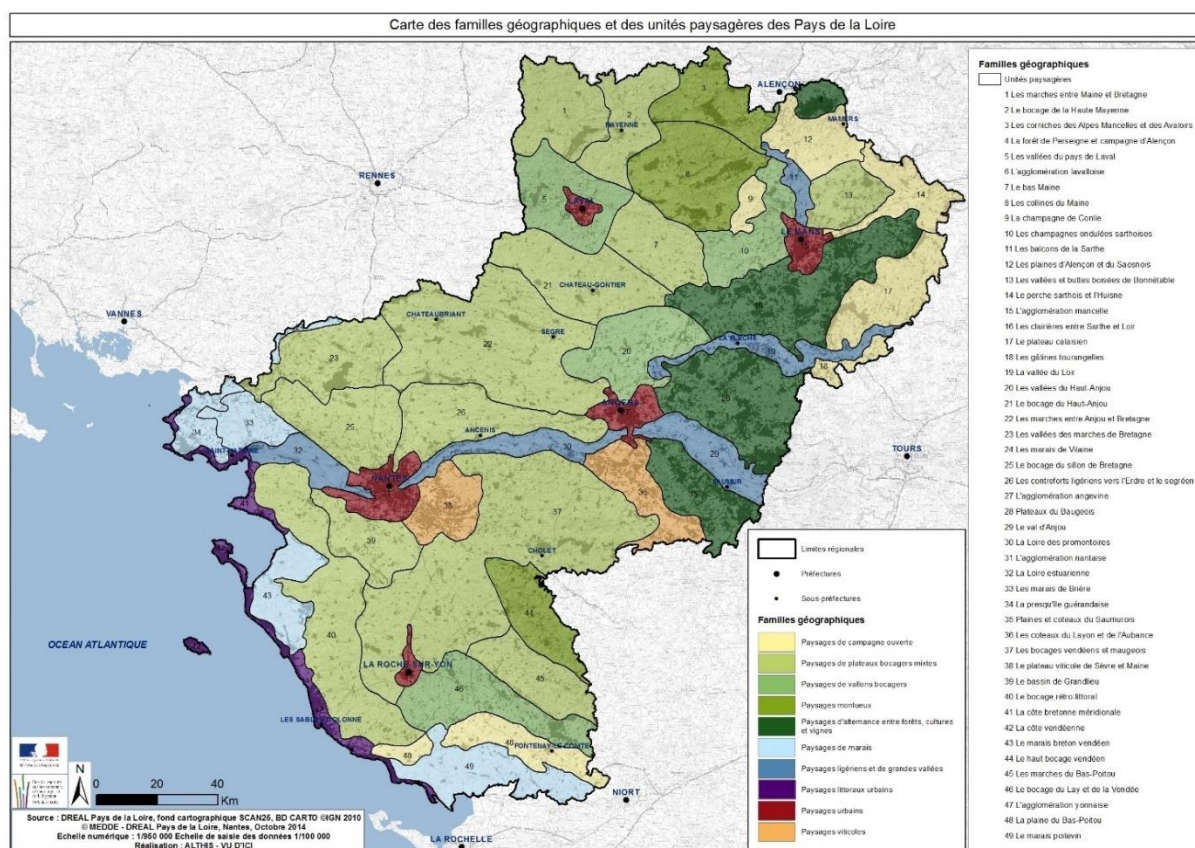 Carte des familles géographiques et des unités paysagères des Pays de la Loire
ALENÇON
MAMERS
MAYENNE
RENNES
LAVAL
LE MANS
VANNES
CHATEAU-GONTIER
CHATEAUBRIANT
SEGRE
LA FLECHE
ANGERS
ANCENIS
SAINT-NAZAIRE
TOURS
NANTES
SAUMUR
CHOLET
OCEAN ATLANTIQUE
LA ROCHE-SUR-YON
LES SABLES-D'OLONNE
FONTENAY-LE-COMTE
NIORT
LA ROCHELLE
N
0 20 40
Km
Source : DREAL Pays de la Loire, fond cartographique SCAN25, BD CARTO ©IGN 2010
© MEDDE - DREAL Pays de la Loire, Nantes, Octobre 2014
Echelle numérique : 1/950 000 Echelle de saisie des données 1/100 000
Réalisation : ALTHIS - VU D'ICI
Limites régionales
Préfectures
Sous-préfectures
Familles géographiques
Paysages de campagne ouverte
Paysages de plateaux bocagers mixtes
Paysages de vallons bocagers
Paysages montueux
Paysages d'alternance entre forêts, cultures
et vignes
Paysages de marais
Paysages ligériens et de grandes vallées
Paysages littoraux urbains
Paysages urbains
Paysages viticoles
Familles géographiques
Unités paysagères
1 Les marches entre Maine et Bretagne
2 Le bocage de la Haute Mayenne
3 Les corniches des Alpes Mancelles et des Avaloirs
4 La forêt de Perseigne et campagne d'Alençon
5 Les vallées du pays de Laval
6 L'agglomération lavalloise
7 Le bas Maine
8 Les collines du Maine
9 La champagne de Conlie
10 Les champagnes ondulées sarthoises
11 Les balcons de la Sarthe
12 Les plaines d'Alençon et du Saosnois
13 Les vallées et buttes boisées de Bonnétable
14 Le perche sarthois et l'Huisne
15 L'agglomération mancelle
16 Les clairières entre Sarthe et Loir
17 Le plateau calaisien
18 Les gâtines tourangelles
19 La vallée du Loir
20 Les vallées du Haut-Anjou
21 Le bocage du Haut-Anjou
22 Les marches entre Anjou et Bretagne
23 Les vallées des marches de Bretagne
24 Les marais de Vilaine
25 Le bocage du sillon de Bretagne
26 Les contreforts ligériens vers l'Erdre et le segréen
27 L'agglomération angevine
28 Plateaux du Baugeois
29 Le val d'Anjou
30 La Loire des promontoires
31 L'agglomération nantaise
32 La Loire estuarienne
33 Les marais de Brière
34 La presqu'île guérandaise
35 Plaines et coteaux du Saumurois
36 Les coteaux du Layon et de l'Aubance
37 Les bocages vendéens et maugeois
38 Le plateau viticole de Sèvre et Maine
39 Le bassin de Grandlieu
40 Le bocage rétro-littoral
41 La côte bretonne méridionale
42 La côte vendéenne
43 Le marais breton vendéen
44 Le haut bocage vendéen
45 Les marches du Bas-Poitou
46 Le bocage du Lay et de la Vendée
47 L'agglomération yonnaise
48 La plaine du Bas-Poitou
49 Le marais poitevin